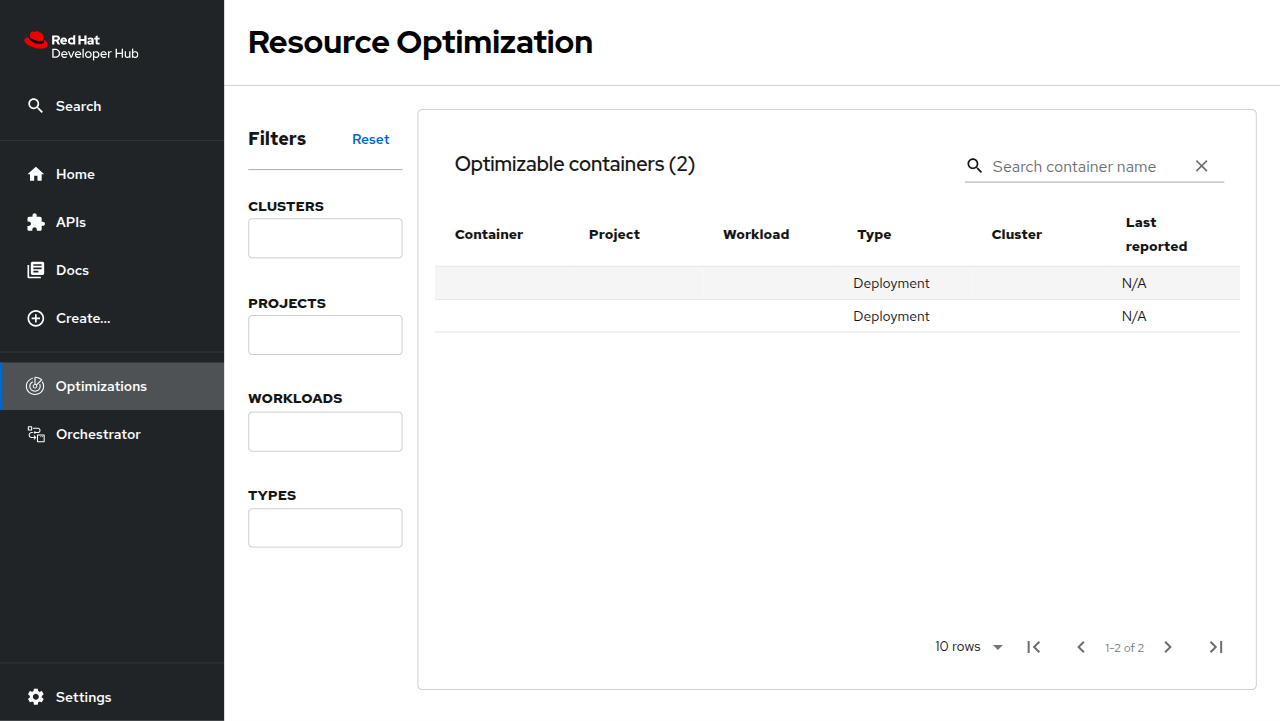 Red Hat
Developer Hub
Search
Home
APIs
Docs
Create...
Optimizations
Orchestrator
Settings
Resource Optimization
Filters
Reset
CLUSTERS
PROJECTS
WORKLOADS
TYPES
Optimizable containers (2)
Search container name
Container Project Workload Type Cluster Last reported
Deployment N/A
Deployment N/A
10 rows 1-2 of 2